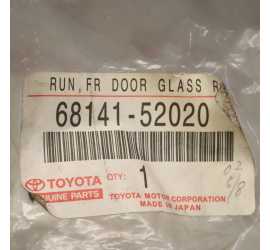 RUN, FR DOOR GLASS R
68141-52020
TOYOTA
GENUINE PARTS
QTY: 1
TOYOTA MOTOR CORPORATION
MADE IN JAPAN